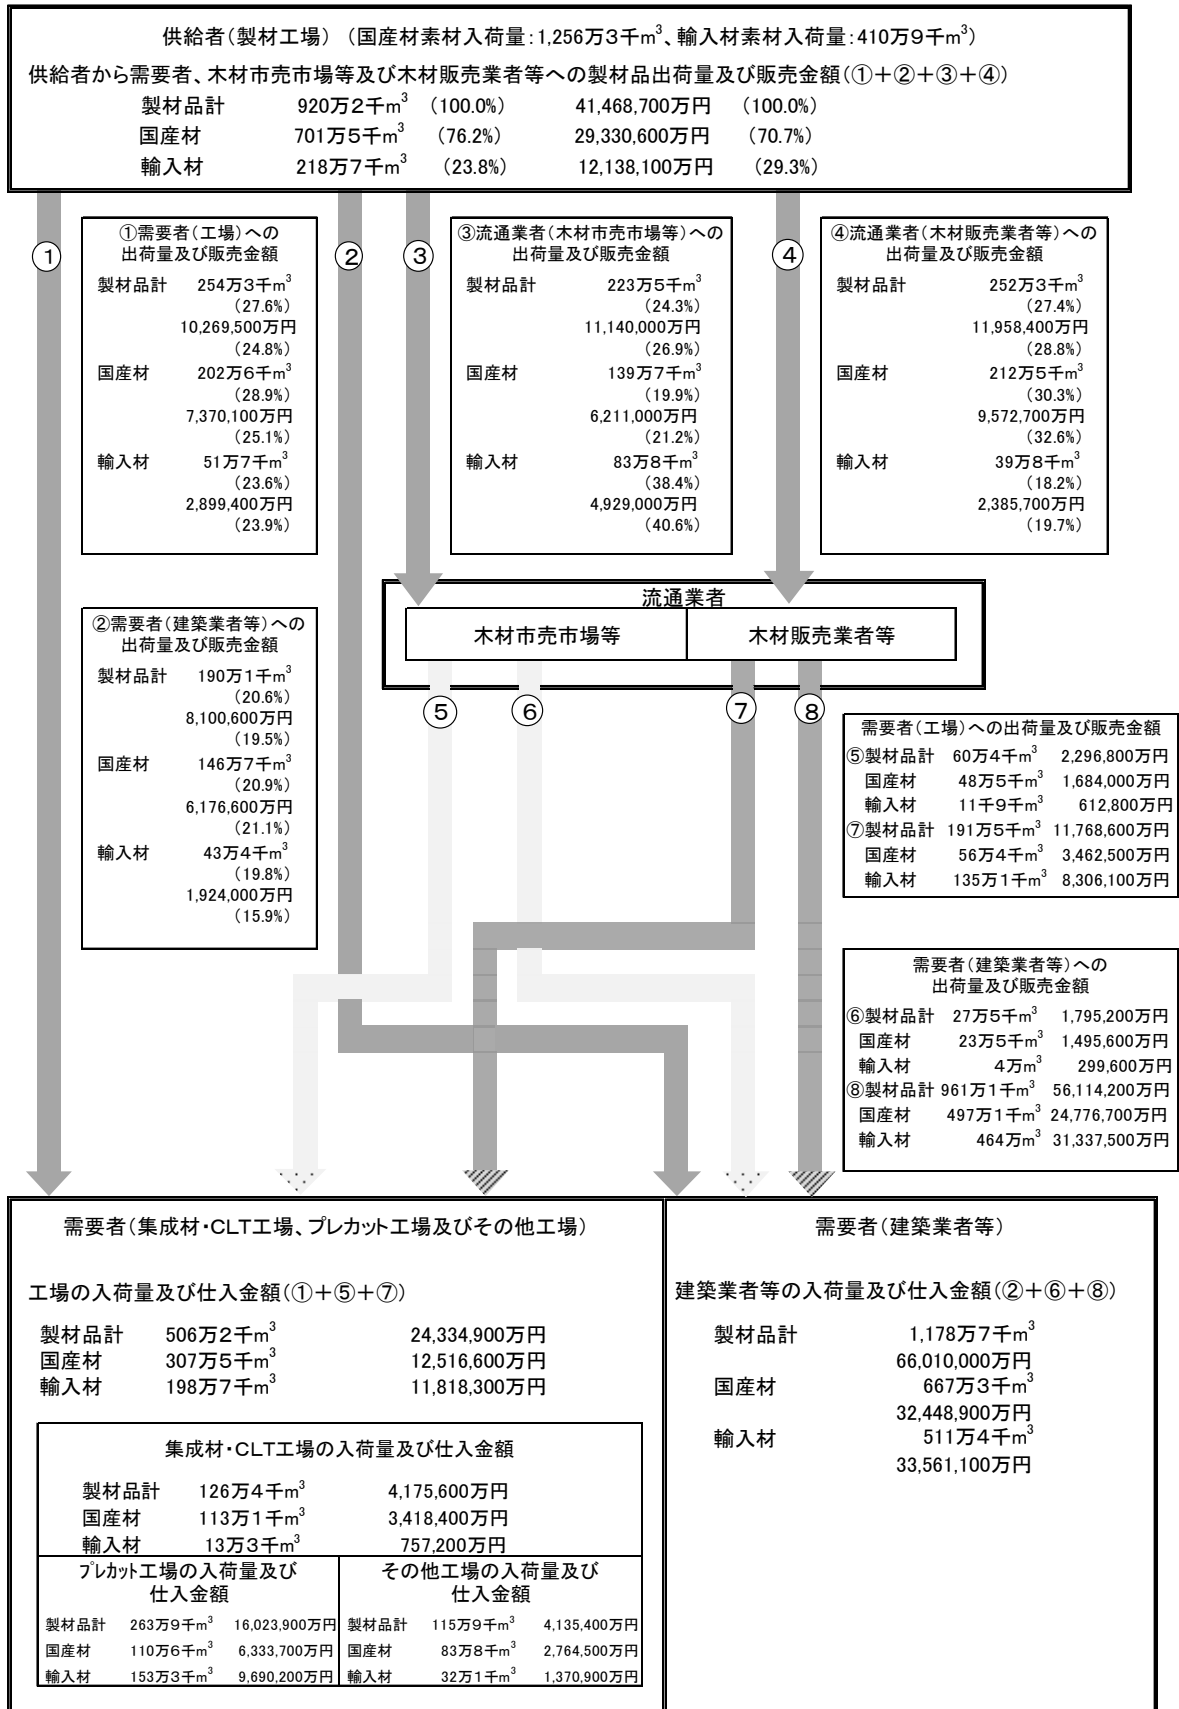 供給者(製材工場) (国産材素材入荷量:1,256万3千m³、輸入材素材入荷量:410万9千m³)
供給者から需要者、木材市売市場等及び木材販売業者等への製材品出荷量及び販売金額(①+②+③+④)
製材品計 920万2千m³ (100.0%) 41,468,700万円 (100.0%)
国産材 701万5千m³ (76.2%) 29,330,600万円 (70.7%)
輸入材 218万7千m³ (23.8%) 12,138,100万円 (29.3%)
①
②
③
④
①需要者(工場)への
出荷量及び販売金額
製材品計 254万3千m³
(27.6%)
10,269,500万円
(24.8%)
国産材 202万6千m³
(28.9%)
7,370,100万円
(25.1%)
輸入材 51万7千m³
(23.6%)
2,899,400万円
(23.9%)
③流通業者(木材市売市場等)への
出荷量及び販売金額
製材品計 223万5千m³
(24.3%)
11,140,000万円
(26.9%)
国産材 139万7千m³
(19.9%)
6,211,000万円
(21.2%)
輸入材 83万8千m³
(38.4%)
4,929,000万円
(40.6%)
④流通業者(木材販売業者等)への
出荷量及び販売金額
製材品計 252万3千m³
(27.4%)
11,958,400万円
(28.8%)
国産材 212万5千m³
(30.3%)
9,572,700万円
(32.6%)
輸入材 39万8千m³
(18.2%)
2,385,700万円
(19.7%)
流通業者
木材市売市場等 木材販売業者等
②需要者(建築業者等)への
出荷量及び販売金額
製材品計 190万1千m³
(20.6%)
8,100,600万円
(19.5%)
国産材 146万7千m³
(20.9%)
6,176,600万円
(21.1%)
輸入材 43万4千m³
(19.8%)
1,924,000万円
(15.9%)
⑤
⑥
⑦
⑧
需要者(工場)への出荷量及び販売金額
⑤製材品計 60万4千m³ 2,296,800万円
国産材 48万5千m³ 1,684,000万円
輸入材 11千9千m³ 612,800万円
⑦製材品計 191万5千m³ 11,768,600万円
国産材 56万4千m³ 3,462,500万円
輸入材 135万1千m³ 8,306,100万円
需要者(建築業者等)への
出荷量及び販売金額
⑥製材品計 27万5千m³ 1,795,200万円
国産材 23万5千m³ 1,495,600万円
輸入材 4万m³ 299,600万円
⑧製材品計 961万1千m³ 56,114,200万円
国産材 497万1千m³ 24,776,700万円
輸入材 464万m³ 31,337,500万円
需要者(集成材・CLT工場、プレカット工場及びその他工場)
工場の入荷量及び仕入金額(①+⑤+⑦)
製材品計 506万2千m³ 24,334,900万円
国産材 307万5千m³ 12,516,600万円
輸入材 198万7千m³ 11,818,300万円
集成材・CLT工場の入荷量及び仕入金額
製材品計 126万4千m³ 4,175,600万円
国産材 113万1千m³ 3,418,400万円
輸入材 13万3千m³ 757,200万円
プレカット工場の入荷量及び
仕入金額
製材品計 263万9千m³ 16,023,900万円
国産材 110万6千m³ 6,333,700万円
輸入材 153万3千m³ 9,690,200万円
その他工場の入荷量及び
仕入金額
製材品計 115万9千m³ 4,135,400万円
国産材 83万8千m³ 2,764,500万円
輸入材 32万1千m³ 1,370,900万円
需要者(建築業者等)
建築業者等の入荷量及び仕入金額(②+⑥+⑧)
製材品計 1,178万7千m³
66,010,000万円
国産材 667万3千m³
32,448,900万円
輸入材 511万4千m³
33,561,100万円